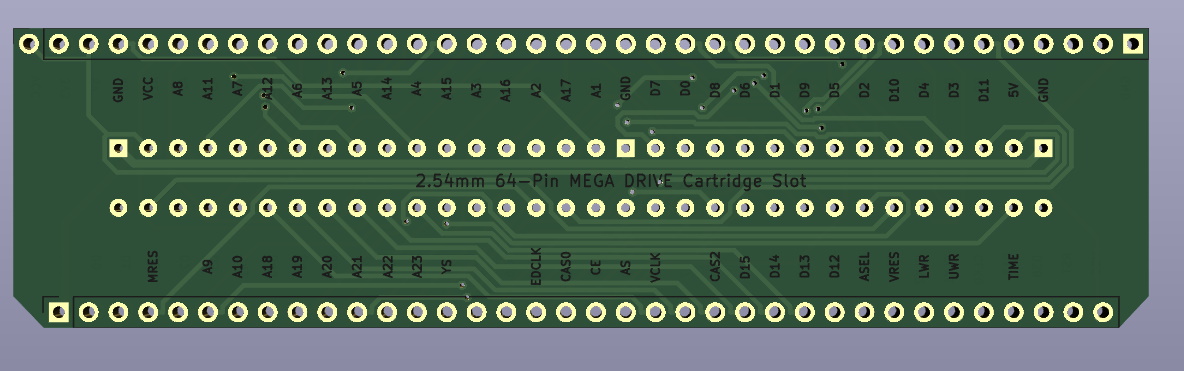 GND VCC A8 A11 A7 A12 A6 A13 A5 A14 A4 A15 A3 A16 A2 A17 A1 GND D7 D0 D8 D6 D1 D9 D5 D2 D10 D4 D3 D11 5V GND
2.54mm 64-Pin MEGA DRIVE Cartridge Slot
MRES A9 A10 A18 A19 A20 A21 A22 A23 YS EDCLK CAS0 CE AS VCLK CAS2 D15 D14 D13 D12 ASEL VRES LWR UWR TIME